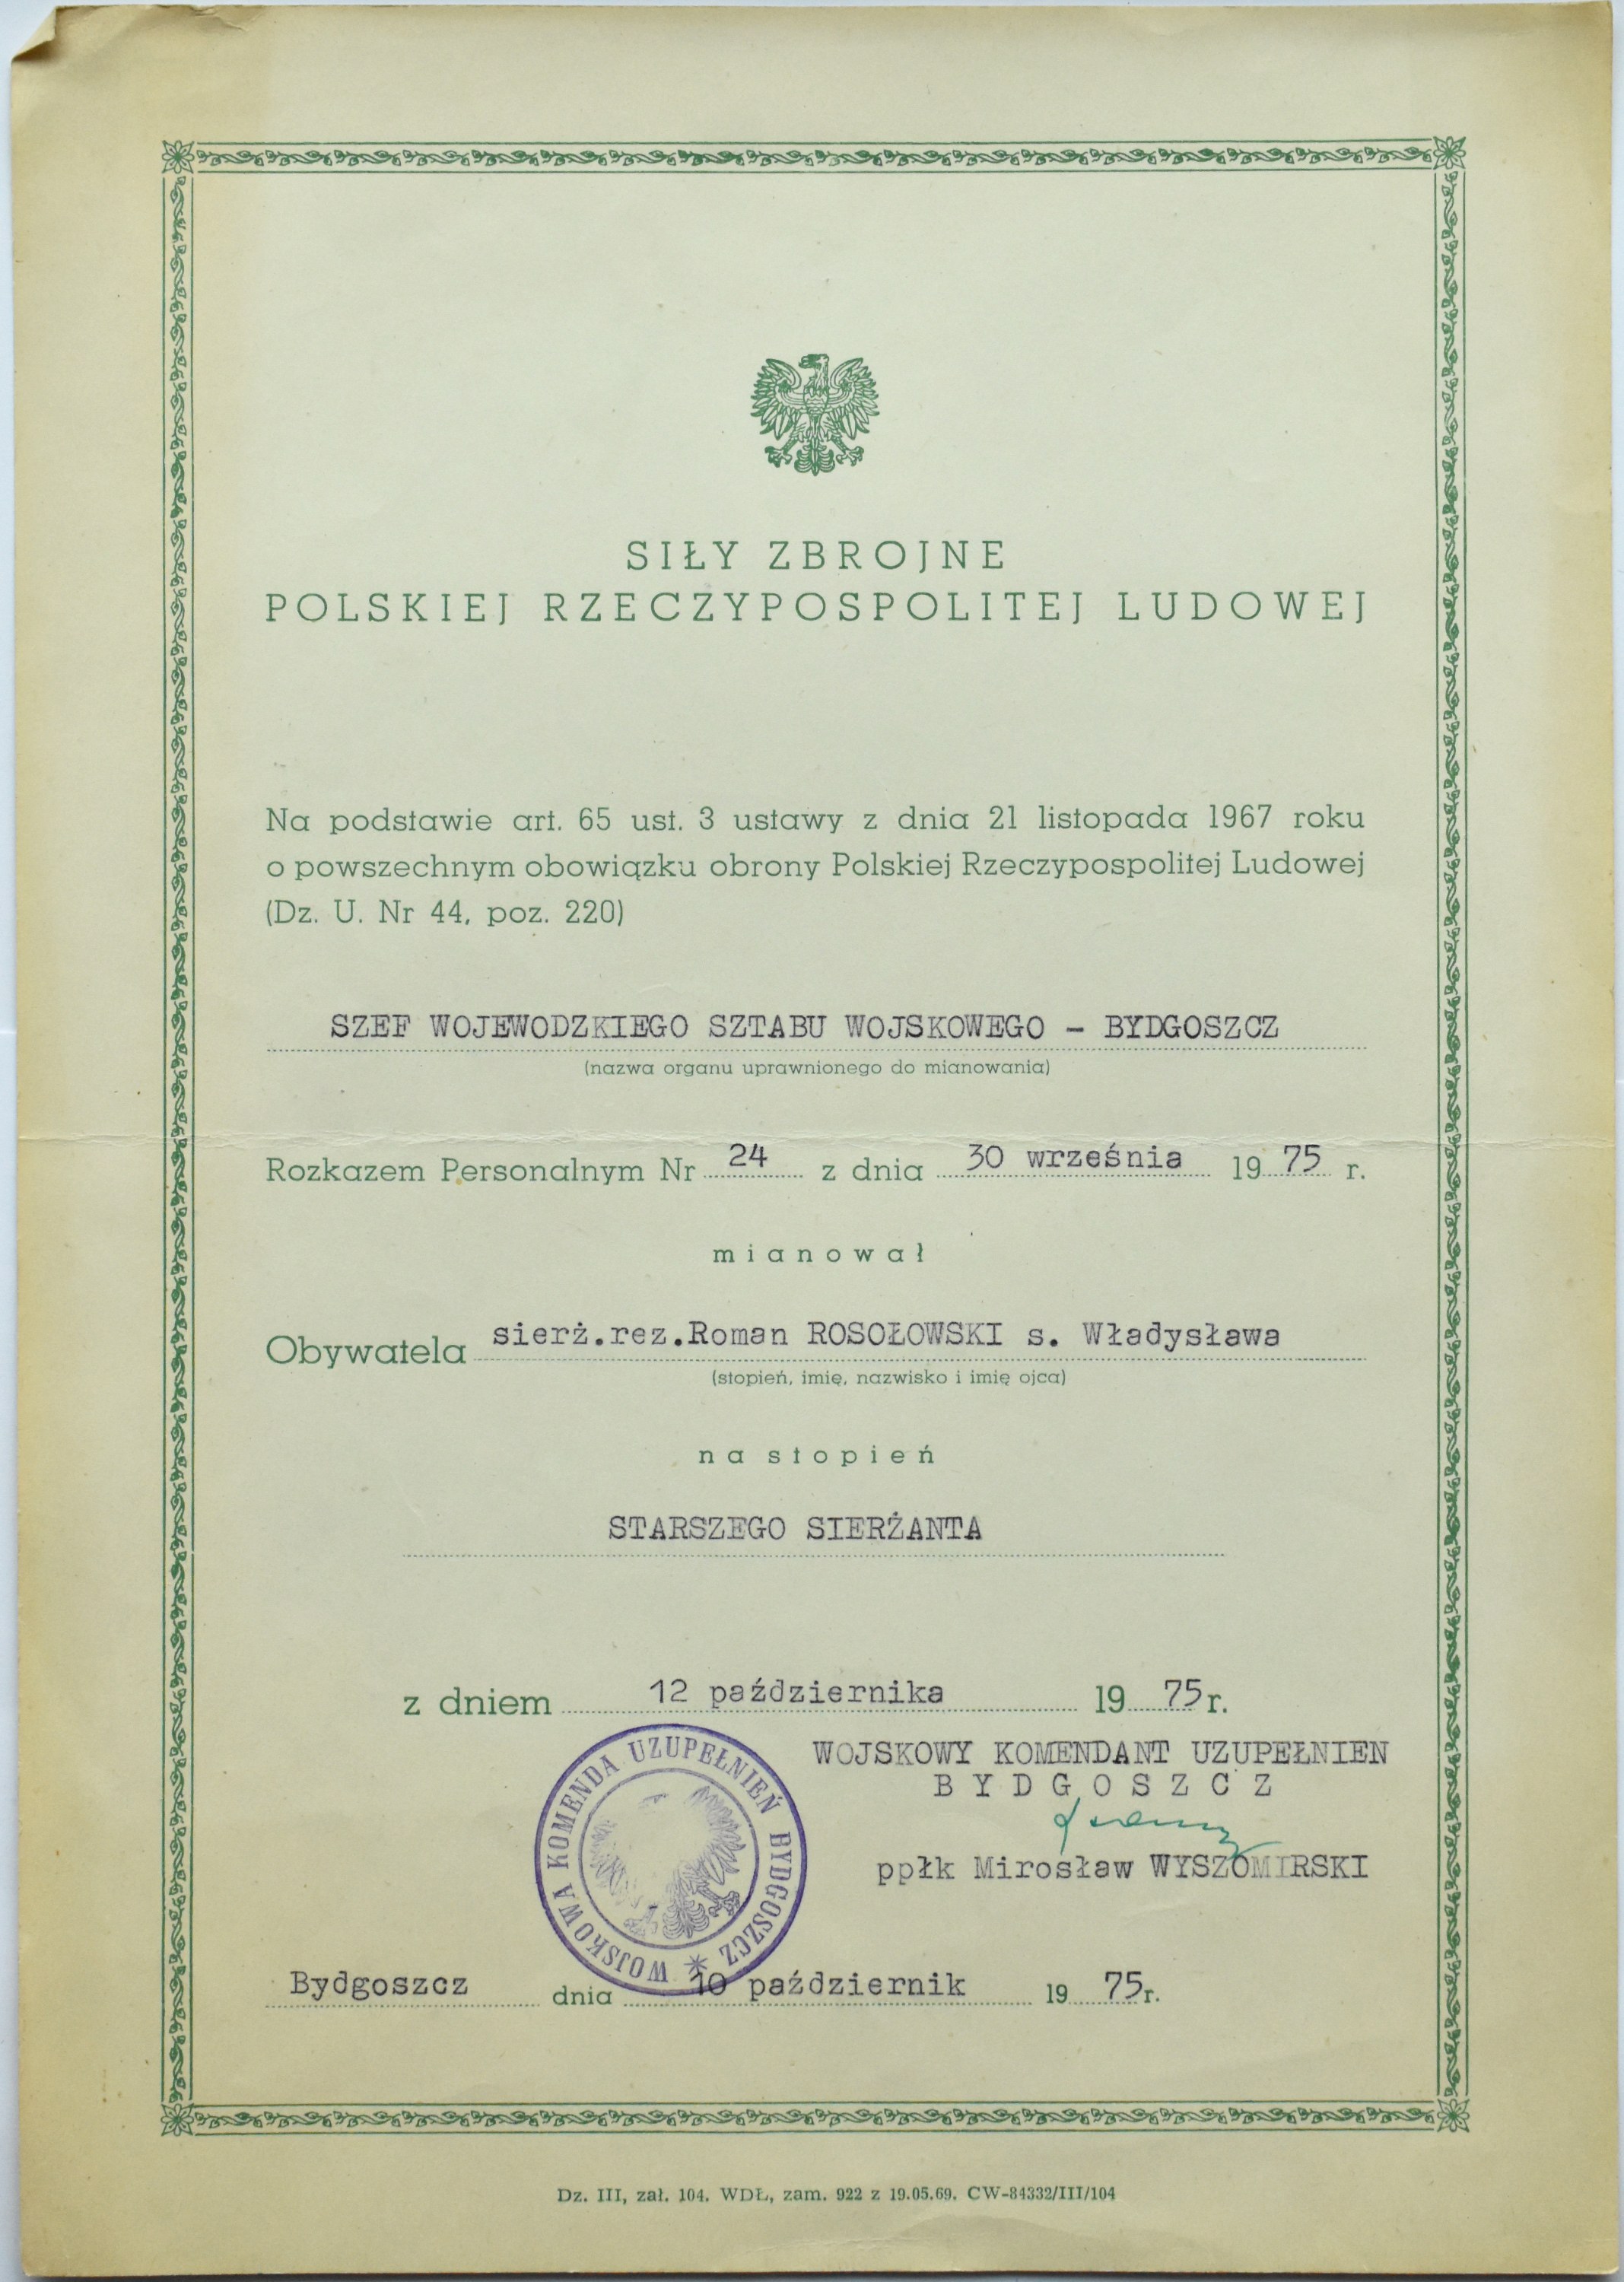 SIŁY ZBROJNE
POLSKIEJ RZECZYPOSPOLITEJ LUDOWEJ
Na podstawie art. 65 ust. 3 ustawy z dnia 21 listopada 1967 roku
o powszechnym obowiązku obrony Polskiej Rzeczypospolitej Ludowej
(Dz. U. Nr 44, poz. 220)
SZEF WOJEWODZKIEGO SZTABU WOJSKOWEGO – BYDGOSZCZ
(nazwa organu uprawnionego do mianowania)
Rozkazem Personalnym Nr 24 z dnia 30 września 1975 r.
mianował
Obywatela sierż.rez.Roman ROSOŁOWSKI s. Władysława
(stopień, imię, nazwisko i imię ojca)
na stopień
STARSZEGO SIERŻANTA
z dniem 12 października 1975 r.
WOJSKOWY KOMENDANT UZUPEŁNIEN
BYDGOSZCZ
ppłk Mirosław WYSZOMIRSKI
WOJSKOWA KOMENDA UZUPEŁNIEŃ BYDGOSZCZ *
Bydgoszcz dnia 10 październik 1975 r.
Dz. III, zał. 104. WDŁ, zam. 922 z 19.05.69. CW-84332/III/104